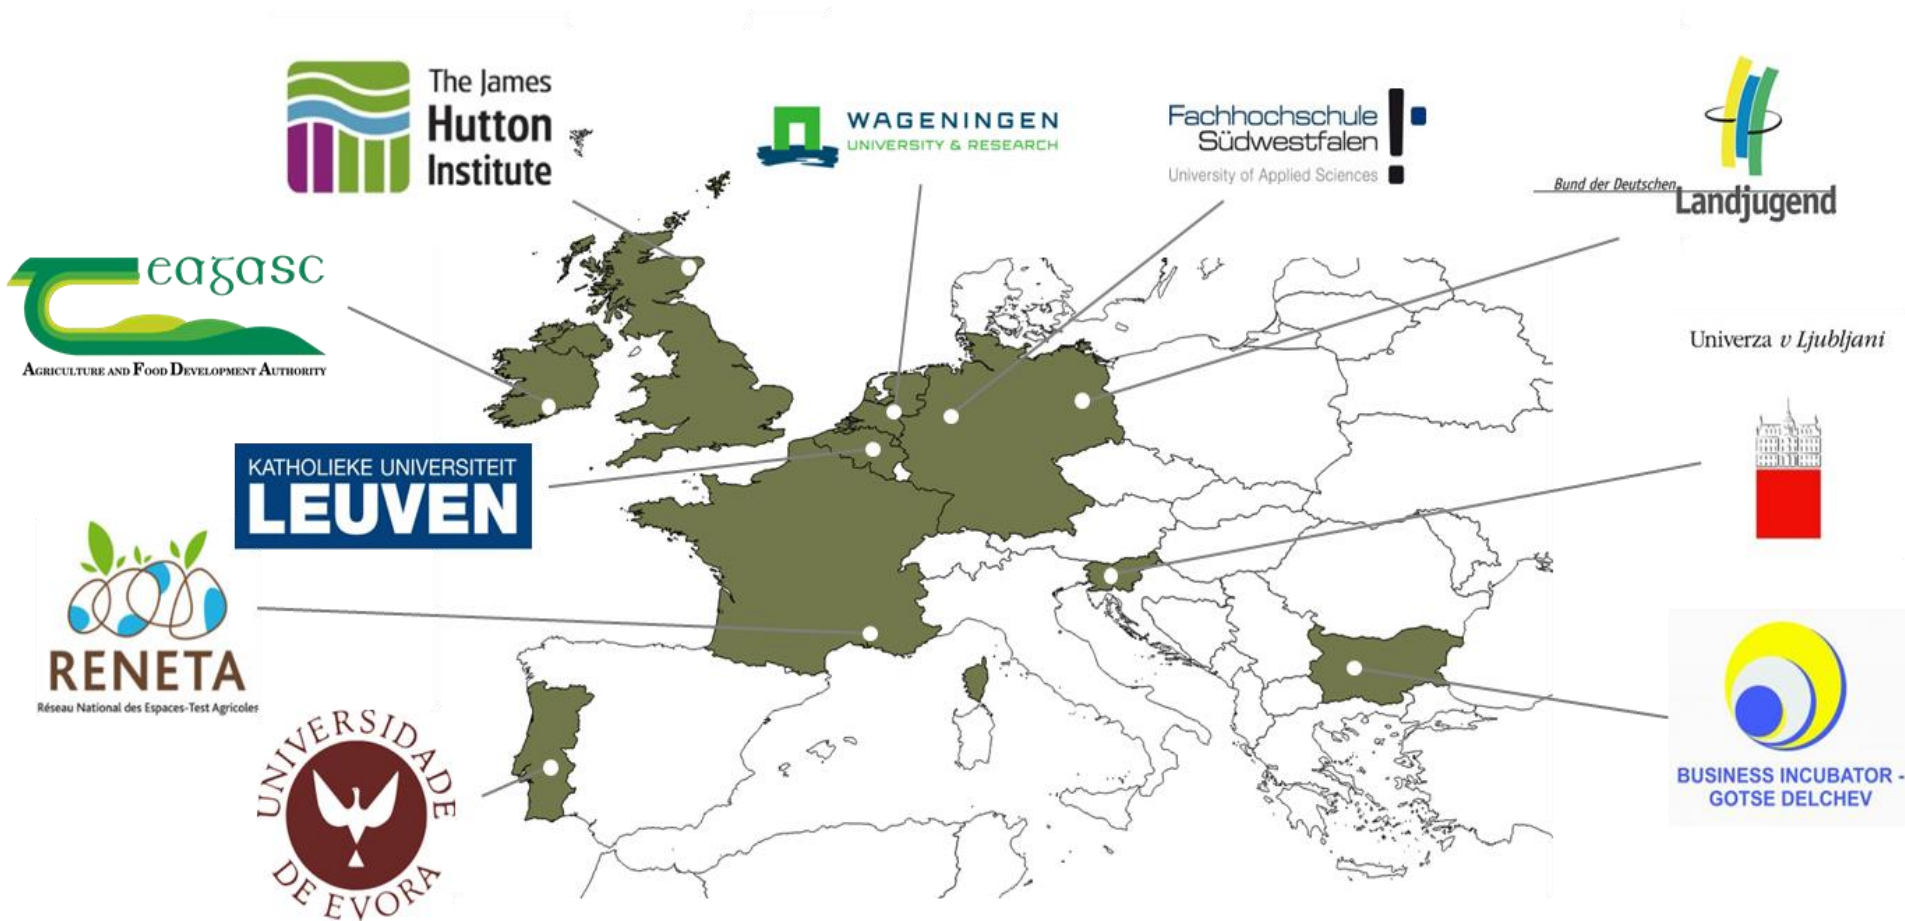 The James
Hutton
Institute
WAGENINGEN
UNIVERSITY & RESEARCH
Fachhochschule
Südwestfalen
University of Applied Sciences
Bund der Deutschen
Landjugend
eagasc
AGRICULTURE AND FOOD DEVELOPMENT AUTHORITY
Univerza v Ljubljani
KATHOLIEKE UNIVERSITEIT
LEUVEN
RENETA
Réseau National des Espaces-Test Agricoles
UNIVERSIDADE
DE EVORA
BUSINESS INCUBATOR -
GOTSE DELCHEV